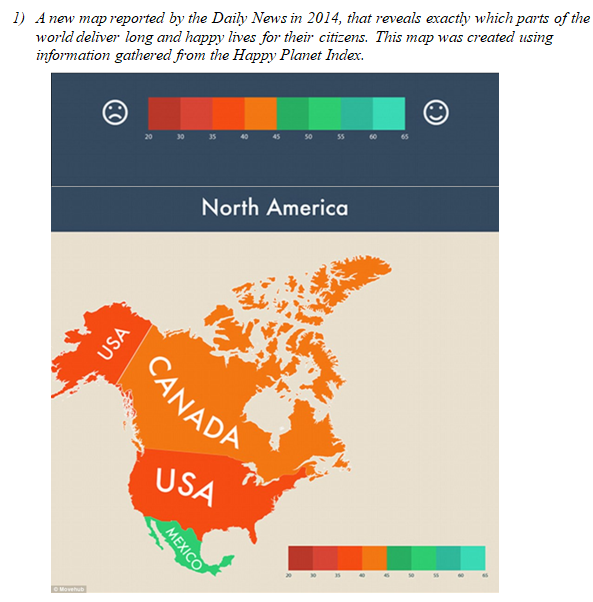 1) A new map reported by the Daily News in 2014, that reveals exactly which parts of the
world deliver long and happy lives for their citizens. This map was created using
information gathered from the Happy Planet Index.
20 30 35 40 45 50 55 60 65
North America
USA
CANADA
USA
MEXICO
20 30 35 40 45 50 55 60 65
© Movehub